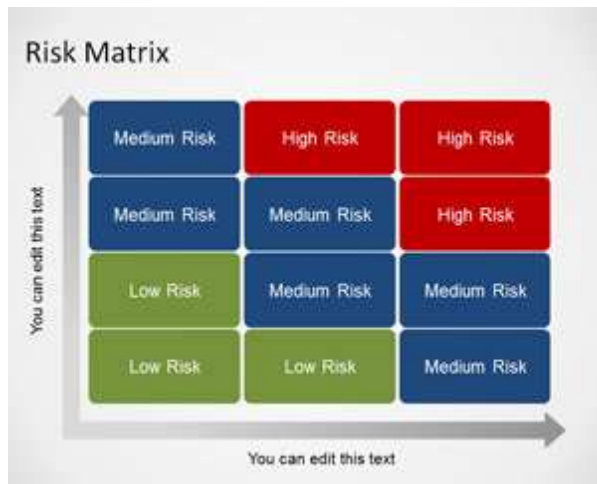 Risk Matrix
Medium Risk High Risk High Risk
Medium Risk Medium Risk High Risk
Low Risk Medium Risk Medium Risk
Low Risk Low Risk Medium Risk
You can edit this text
You can edit this text